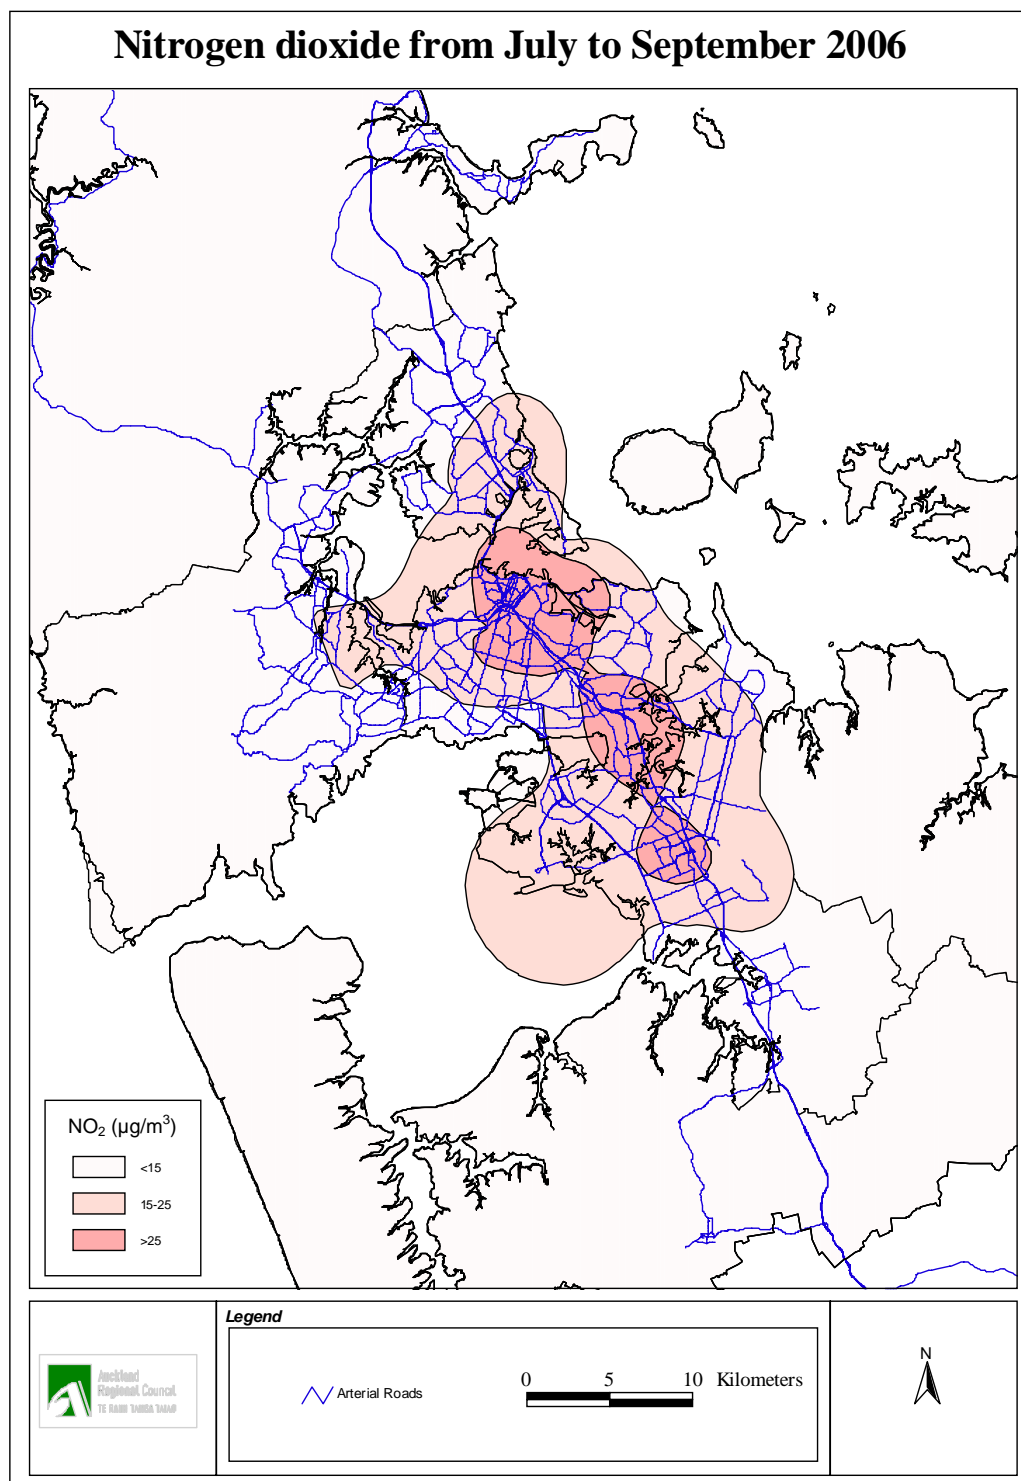 Nitrogen dioxide from July to September 2006
NO₂ (µg/m³)
<15
15-25
>25
Legend
Auckland
Regional Council
Arterial Roads
0 5 10 Kilometers
N